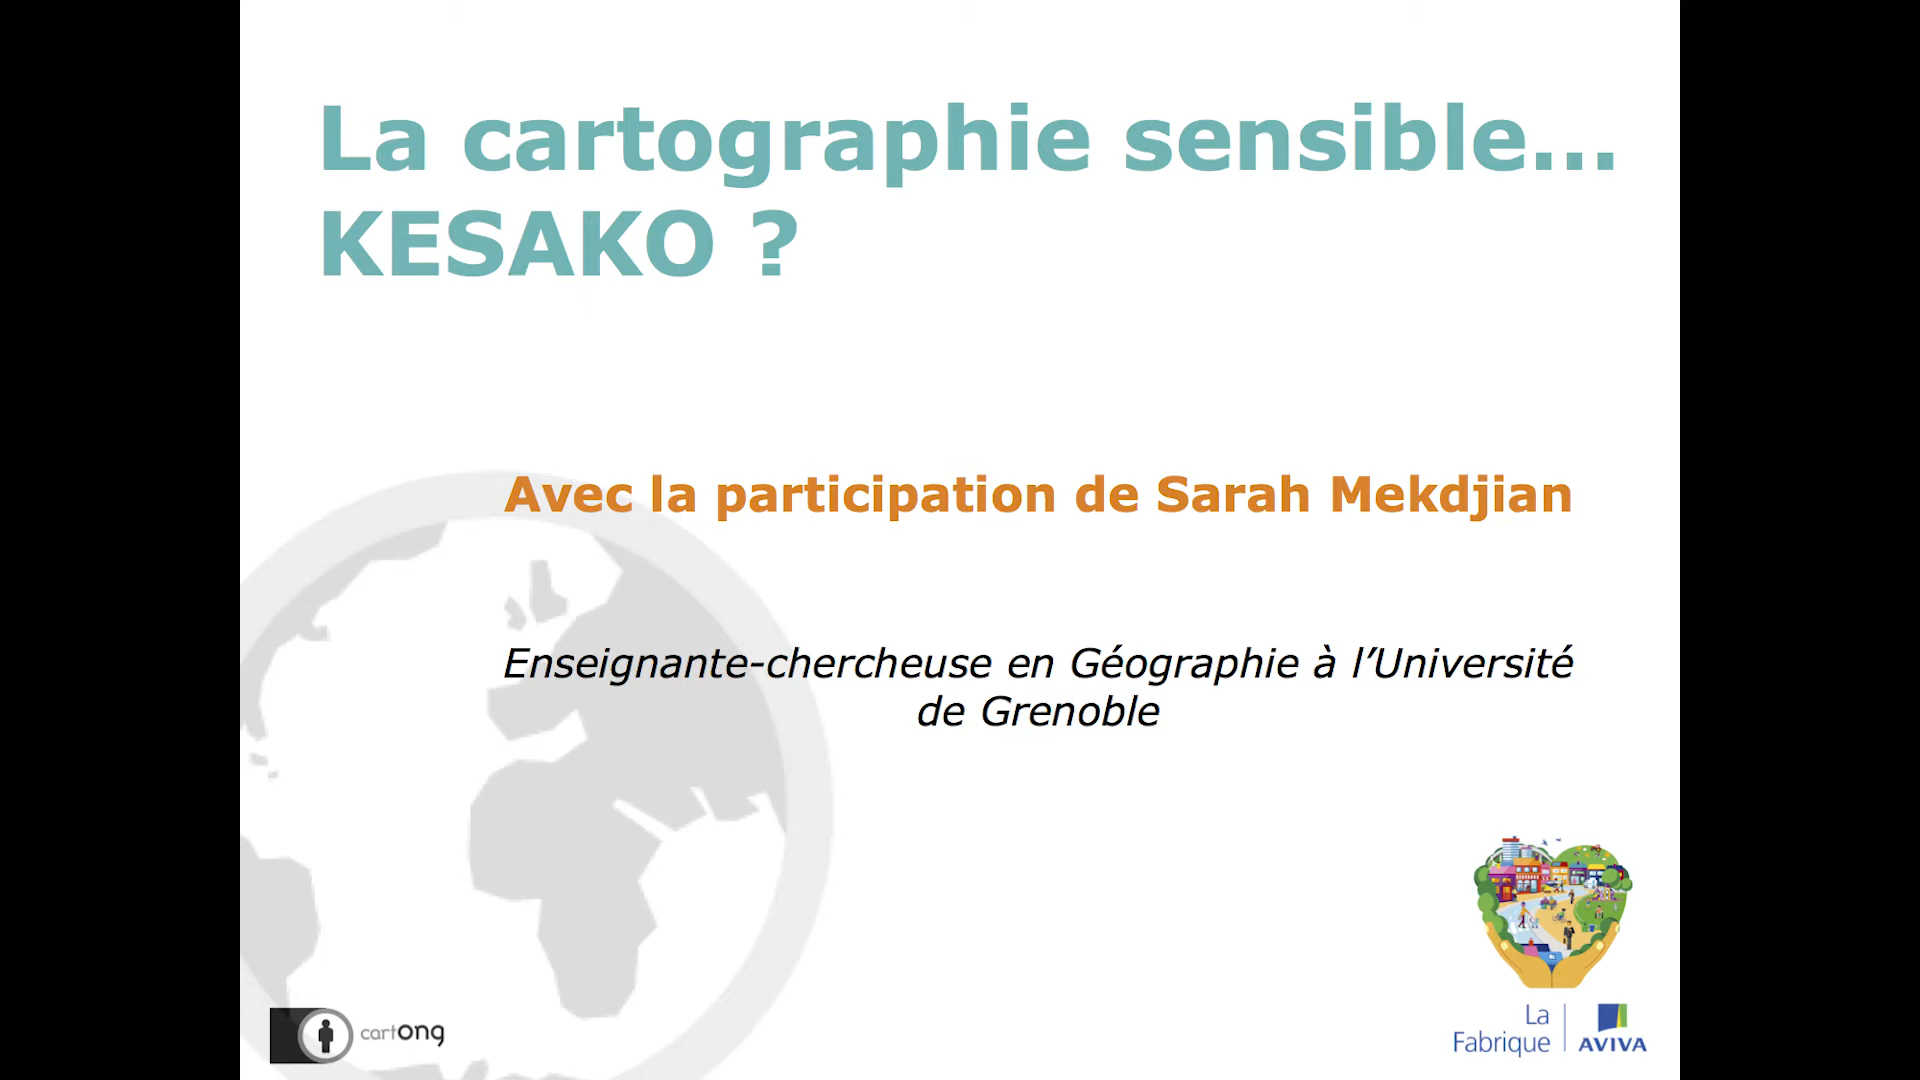 La cartographie sensible...
KESAKO ?
Avec la participation de Sarah Mekdjian
Enseignante-chercheuse en Géographie à l’Université
de Grenoble
cartONG
La
Fabrique
AVIVA